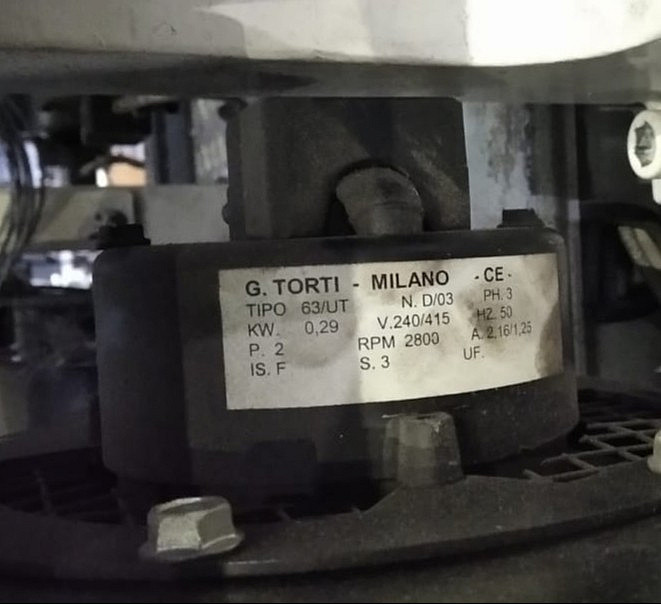 G. TORTI - MILANO - CE -
TIPO 63/UT N. D/03 PH. 3
KW. 0,29 V.240/415 HZ. 50
P. 2 RPM 2800 A. 2,16/1,25
IS. F S. 3 UF.